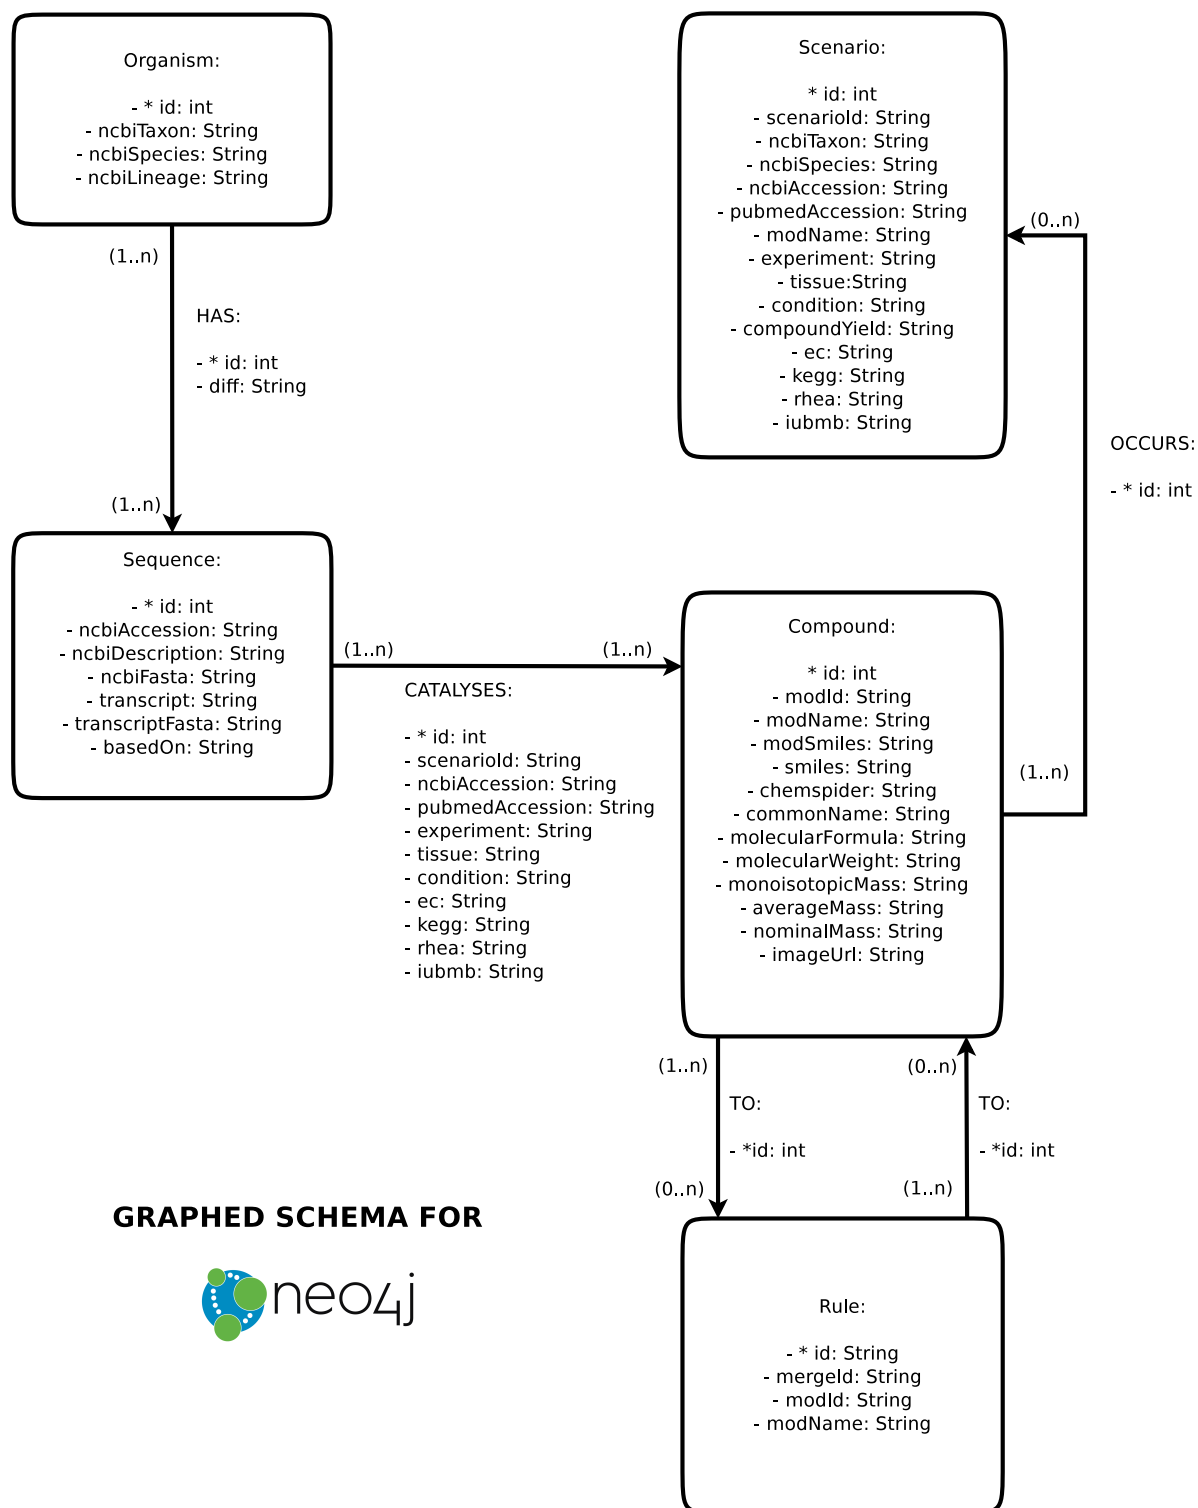 Organism:
- * id: int
- ncbiTaxon: String
- ncbiSpecies: String
- ncbiLineage: String
(1..n)
HAS:
- * id: int
- diff: String
(1..n)
Sequence:
- * id: int
- ncbiAccession: String
- ncbiDescription: String
- ncbiFasta: String
- transcript: String
- transcriptFasta: String
- basedOn: String
(1..n)
(1..n)
CATALYSES:
- * id: int
- scenarioId: String
- ncbiAccession: String
- pubmedAccession: String
- experiment: String
- tissue: String
- condition: String
- ec: String
- kegg: String
- rhea: String
- iubmb: String
Scenario:
* id: int
- scenarioId: String
- ncbiTaxon: String
- ncbiSpecies: String
- ncbiAccession: String
- pubmedAccession: String
- modName: String
- experiment: String
- tissue:String
- condition: String
- compoundYield: String
- ec: String
- kegg: String
- rhea: String
- iubmb: String
(0..n)
OCCURS:
- * id: int
(1..n)
Compound:
* id: int
- modId: String
- modName: String
- modSmiles: String
- smiles: String
- chemspider: String
- commonName: String
- molecularFormula: String
- molecularWeight: String
- monoisotopicMass: String
- averageMass: String
- nominalMass: String
- imageUrl: String
(1..n)
TO:
- *id: int
(0..n)
(0..n)
TO:
- *id: int
(1..n)
Rule:
- * id: String
- mergeId: String
- modId: String
- modName: String
GRAPHED SCHEMA FOR
neo4j